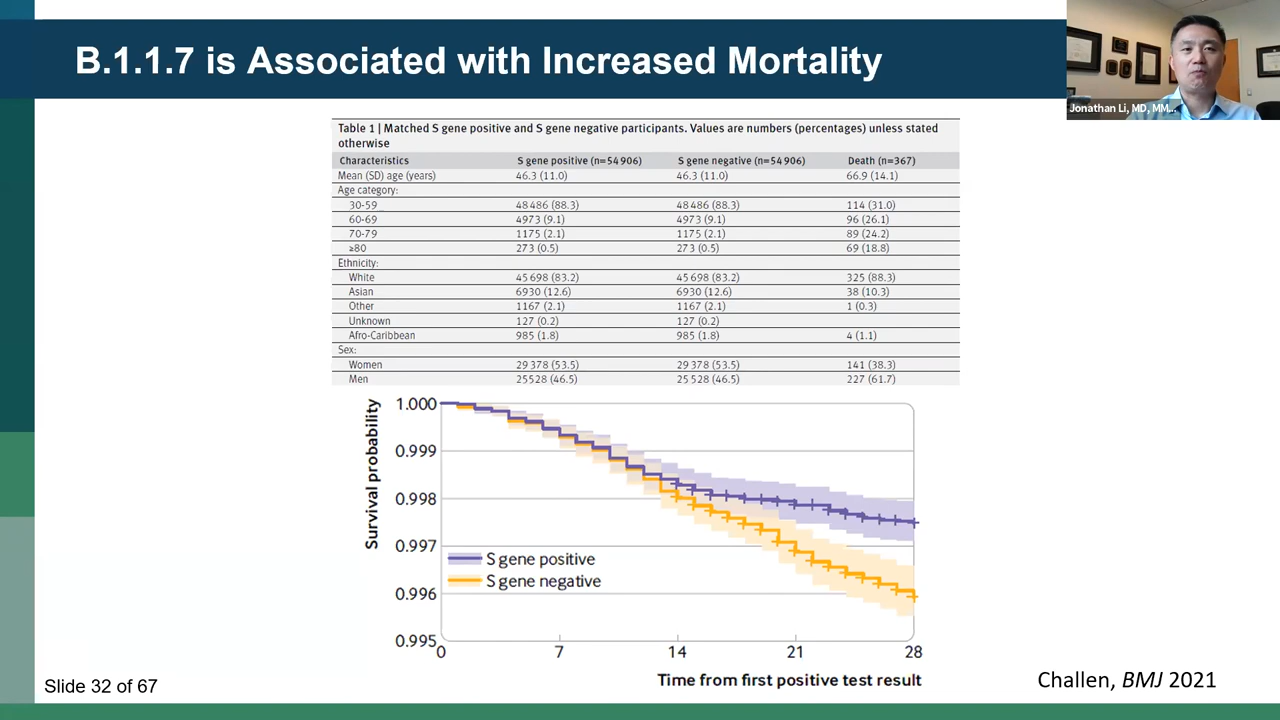 B.1.1.7 is Associated with Increased Mortality
Jonathan Li, MD, MM...
Table 1 | Matched S gene positive and S gene negative participants. Values are numbers (percentages) unless stated
otherwise
Characteristics S gene positive (n=54 906) S gene negative (n=54 906) Death (n=367)
Mean (SD) age (years) 46.3 (11.0) 46.3 (11.0) 66.9 (14.1)
Age category:
30-59 48 486 (88.3) 48 486 (88.3) 114 (31.0)
60-69 4973 (9.1) 4973 (9.1) 96 (26.1)
70-79 1175 (2.1) 1175 (2.1) 89 (24.2)
≥80 273 (0.5) 273 (0.5) 69 (18.8)
Ethnicity:
White 45 698 (83.2) 45 698 (83.2) 325 (88.3)
Asian 6930 (12.6) 6930 (12.6) 38 (10.3)
Other 1167 (2.1) 1167 (2.1) 1 (0.3)
Unknown 127 (0.2) 127 (0.2)
Afro-Caribbean 985 (1.8) 985 (1.8) 4 (1.1)
Sex:
Women 29 378 (53.5) 29 378 (53.5) 141 (38.3)
Men 25 528 (46.5) 25 528 (46.5) 227 (61.7)
Survival probability
1.000
0.999
0.998
0.997
0.996
0.995
S gene positive
S gene negative
0 7 14 21 28
Time from first positive test result
Slide 32 of 67
Challen, BMJ 2021